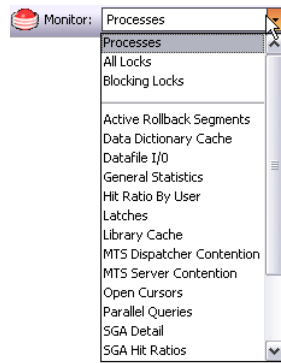 Monitor: Processes
Processes
All Locks
Blocking Locks
Active Rollback Segments
Data Dictionary Cache
Datafile I/0
General Statistics
Hit Ratio By User
Latches
Library Cache
MTS Dispatcher Contention
MTS Server Contention
Open Cursors
Parallel Queries
SGA Detail
SGA Hit Ratios